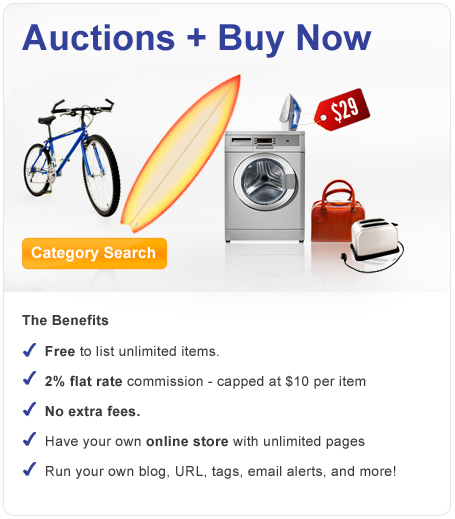 Auctions + Buy Now
$29
Category Search
The Benefits
Free to list unlimited items.
2% flat rate commission - capped at $10 per item
No extra fees.
Have your own online store with unlimited pages
Run your own blog, URL, tags, email alerts, and more!